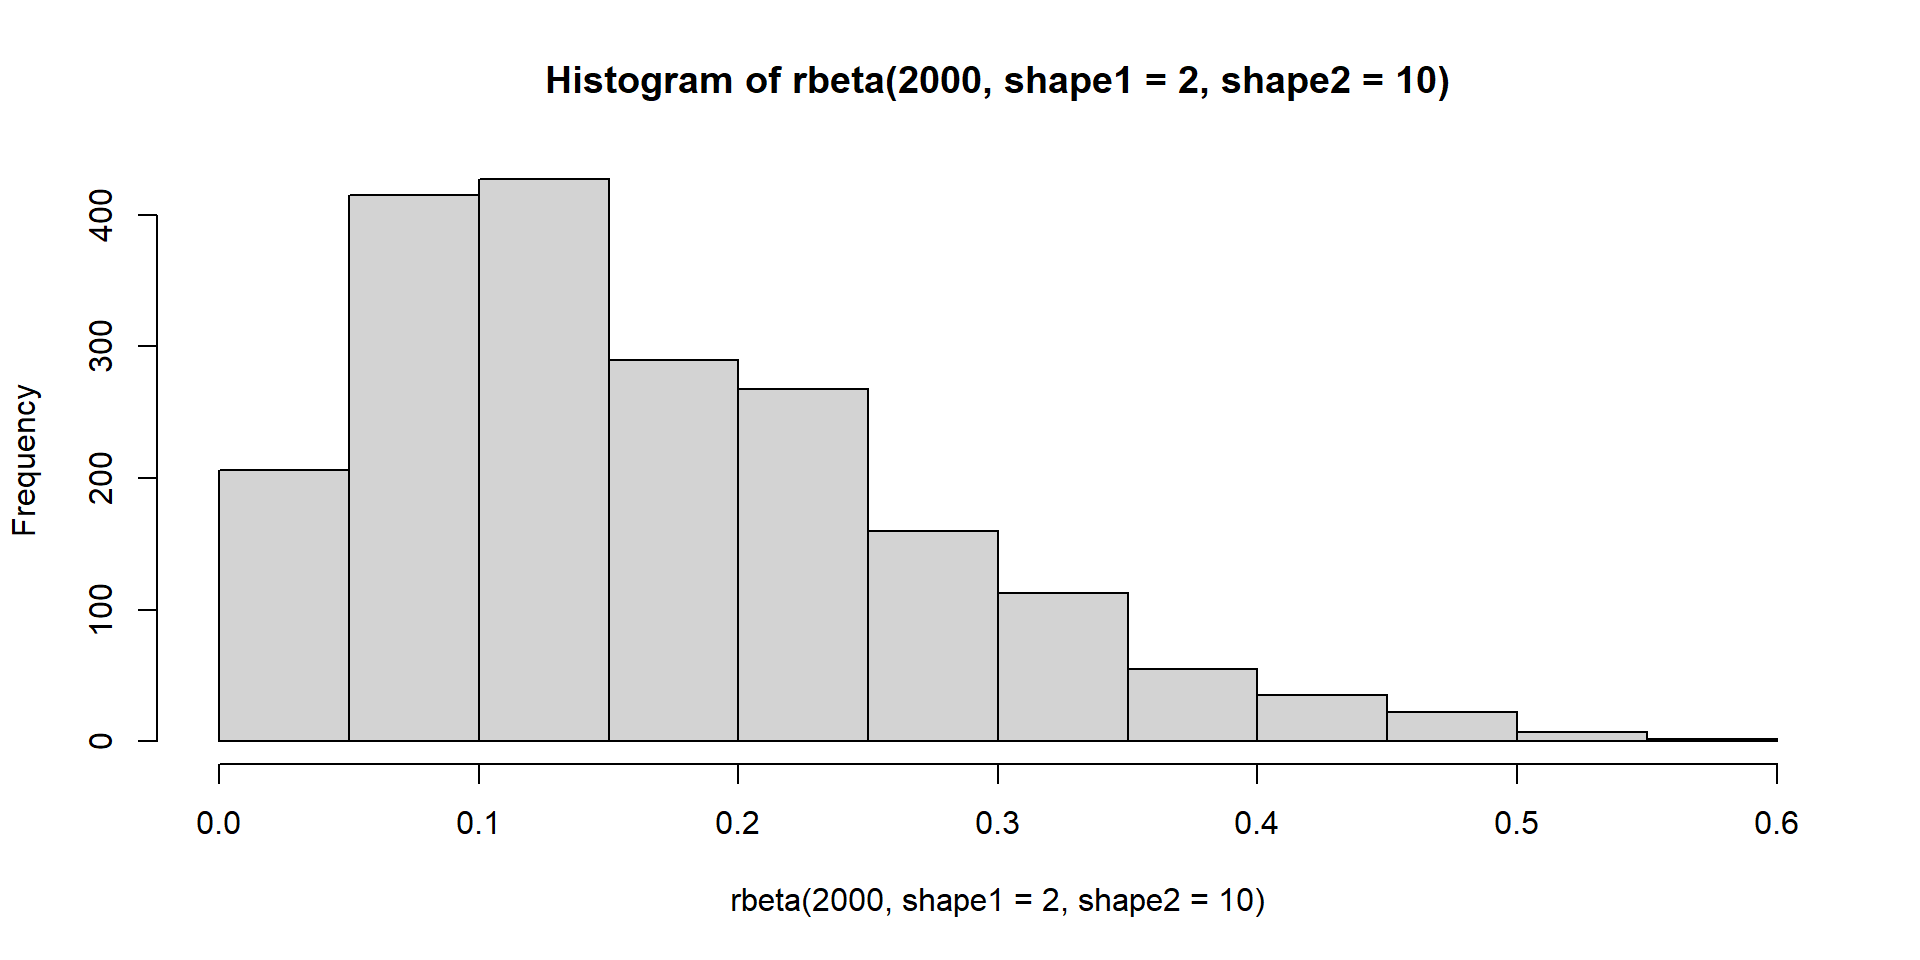 Histogram of rbeta(2000, shape1 = 2, shape2 = 10)
Frequency
400
300
200
100
0
0.0 0.1 0.2 0.3 0.4 0.5 0.6
rbeta(2000, shape1 = 2, shape2 = 10)